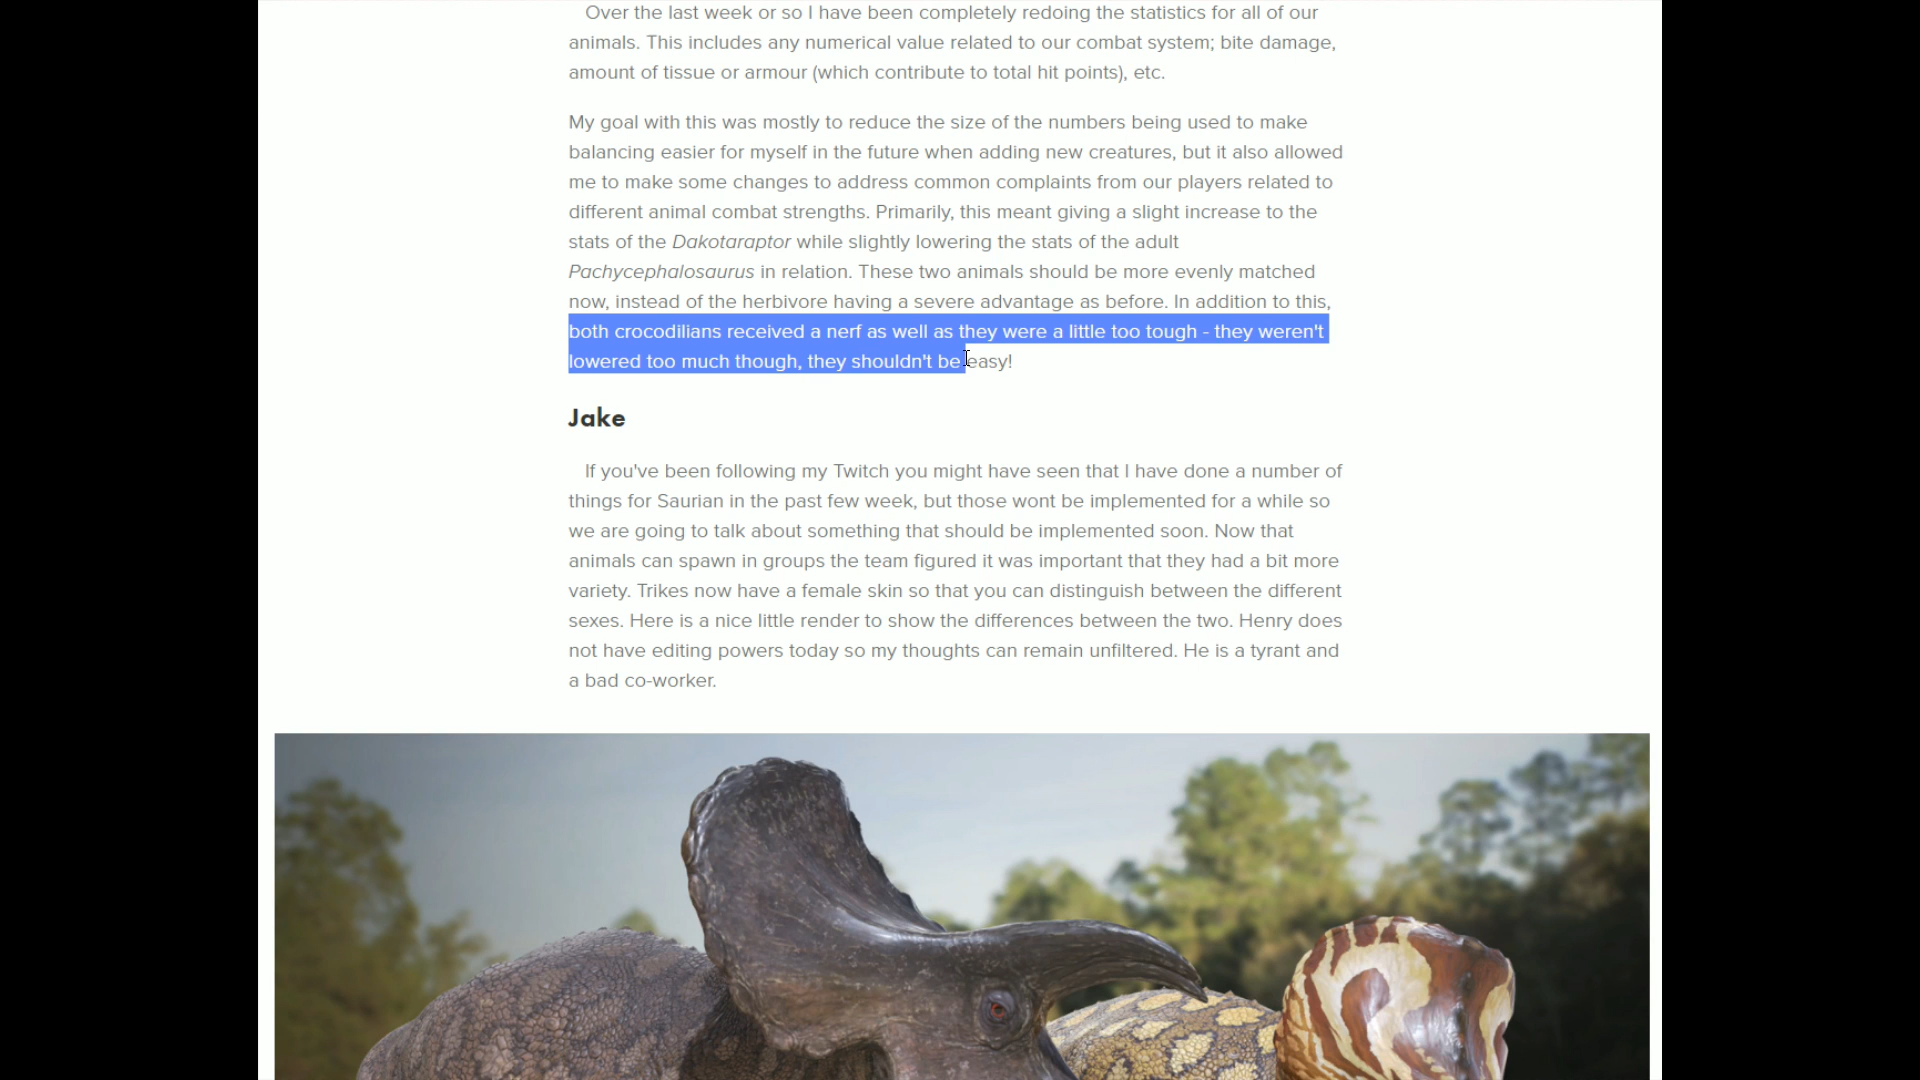 Over the last week or so I have been completely redoing the statistics for all of our
animals. This includes any numerical value related to our combat system; bite damage,
amount of tissue or armour (which contribute to total hit points), etc.
My goal with this was mostly to reduce the size of the numbers being used to make
balancing easier for myself in the future when adding new creatures, but it also allowed
me to make some changes to address common complaints from our players related to
different animal combat strengths. Primarily, this meant giving a slight increase to the
stats of the Dakotaraptor while slightly lowering the stats of the adult
Pachycephalosaurus in relation. These two animals should be more evenly matched
now, instead of the herbivore having a severe advantage as before. In addition to this,
both crocodilians received a nerf as well as they were a little too tough - they weren't
lowered too much though, they shouldn't be easy!
Jake
If you've been following my Twitch you might have seen that I have done a number of
things for Saurian in the past few week, but those wont be implemented for a while so
we are going to talk about something that should be implemented soon. Now that
animals can spawn in groups the team figured it was important that they had a bit more
variety. Trikes now have a female skin so that you can distinguish between the different
sexes. Here is a nice little render to show the differences between the two. Henry does
not have editing powers today so my thoughts can remain unfiltered. He is a tyrant and
a bad co-worker.